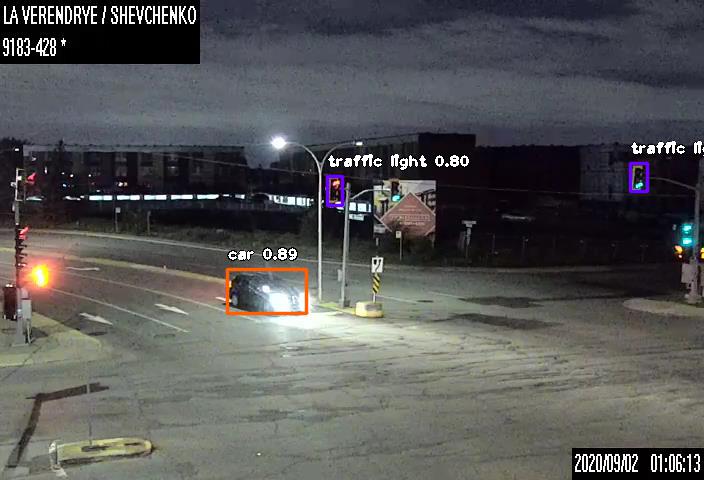 LA VERENDRYE / SHEVCHENKO
9183-428 *
traffic light 0.80
traffic lig
car 0.89
2020/09/02 01:06:13